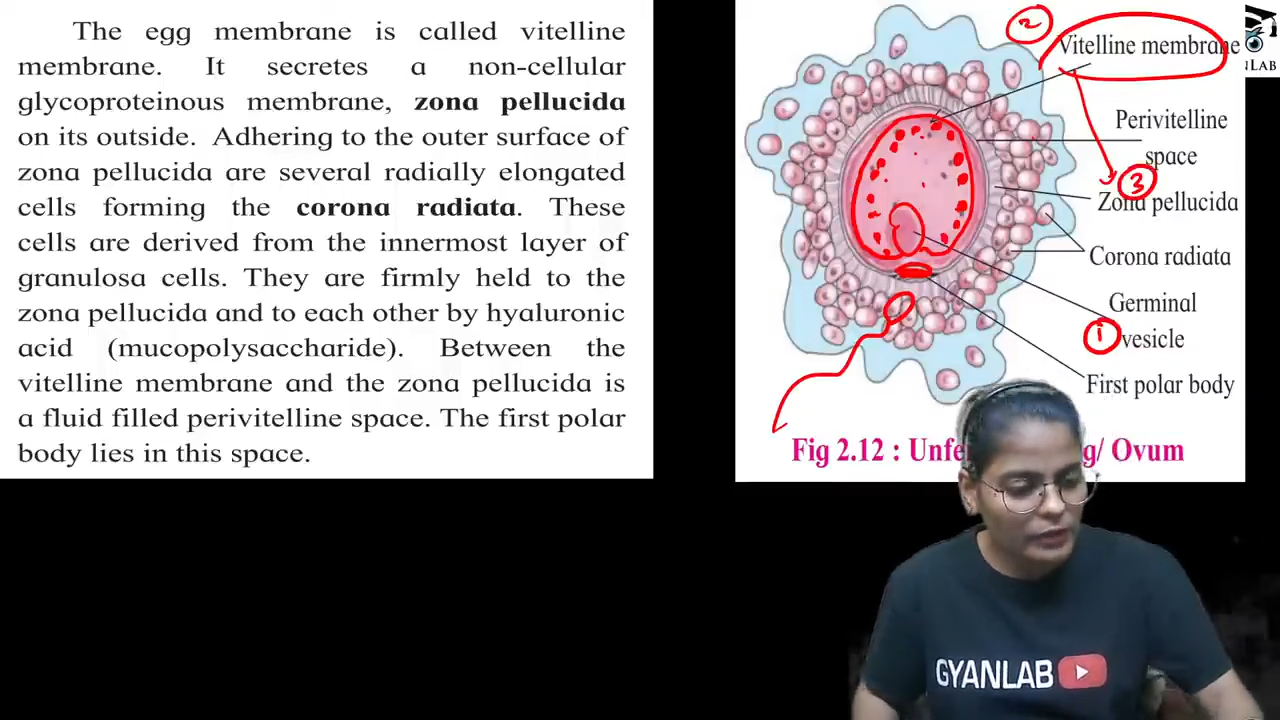 The egg membrane is called vitelline
membrane. It secretes a non-cellular
glycoproteinous membrane, zona pellucida
on its outside. Adhering to the outer surface of
zona pellucida are several radially elongated
cells forming the corona radiata. These
cells are derived from the innermost layer of
granulosa cells. They are firmly held to the
zona pellucida and to each other by hyaluronic
acid (mucopolysaccharide). Between the
vitelline membrane and the zona pellucida is
a fluid filled perivitelline space. The first polar
body lies in this space.
2
Vitelline membrane
Perivitelline
space
3
Zona pellucida
Corona radiata
Germinal
1 vesicle
First polar body
Fig 2.12 : / Ovum
GYANLAB